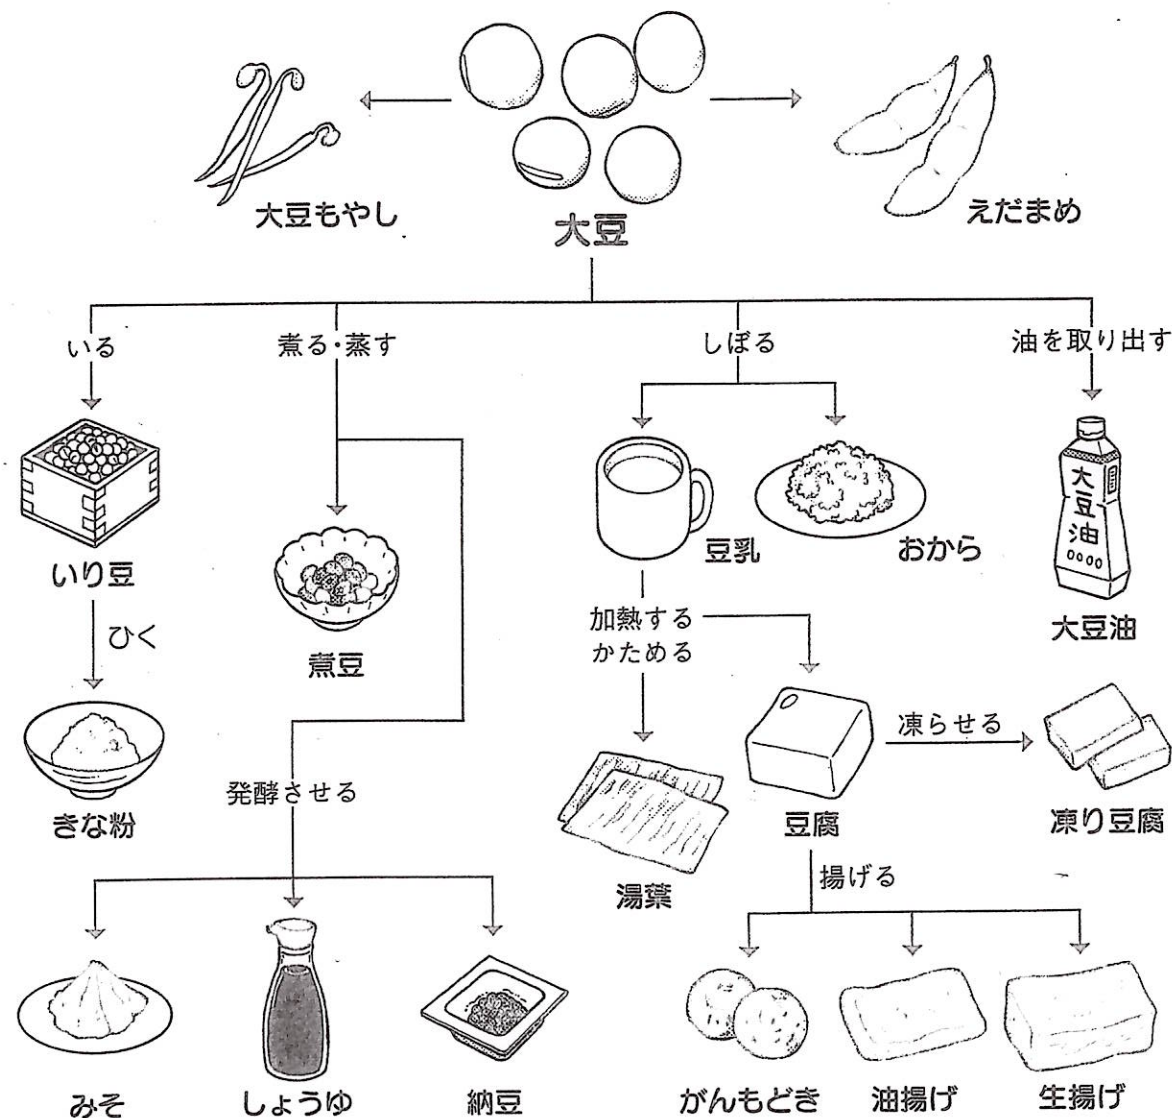 大豆もやし
大豆
えだまめ
いる
煮る・蒸す
しぼる
油を取り出す
大豆油
いり豆
豆乳
おから
大豆油
ひく
煮豆
加熱する
かためる
凍らせる
きな粉
発酵させる
豆腐
凍り豆腐
湯葉
揚げる
みそ
しょうゆ
納豆
がんもどき
油揚げ
生揚げ